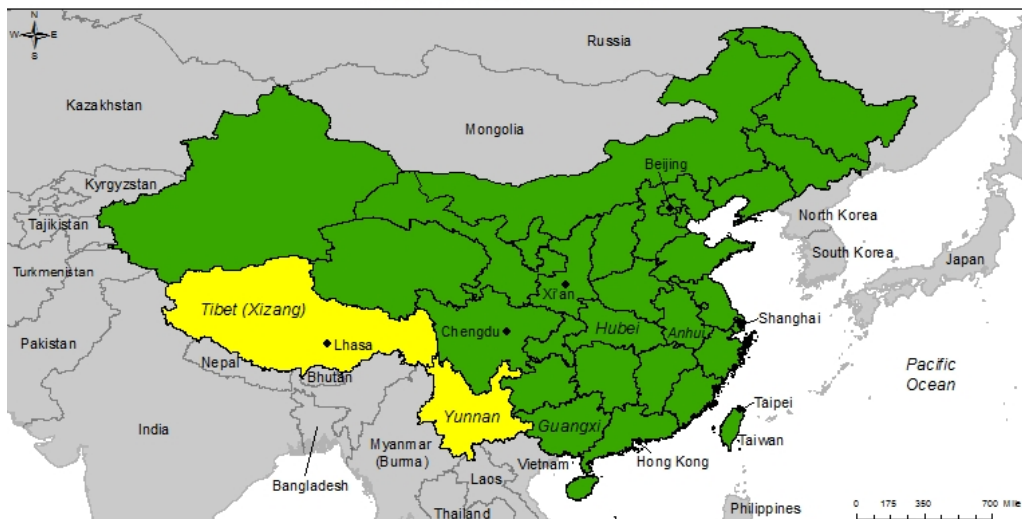 N
W E
S
Russia
Kazakhstan
Mongolia
Beijing
Kyrgyzstan
Tajikistan
North Korea
South Korea
Japan
Turkmenistan
Tibet (Xizang)
Xi'an
Shanghai
Pakistan
Chengdu
Hubei
Anhui
Lhasa
Nepal
Bhutan
Pacific
Ocean
Taipei
Yunnan
Guangxi
India
Myanmar
(Burma)
Taiwan
Vietnam
Hong Kong
Bangladesh
Laos
Thailand
Philippines
0 175 350 700 Mile